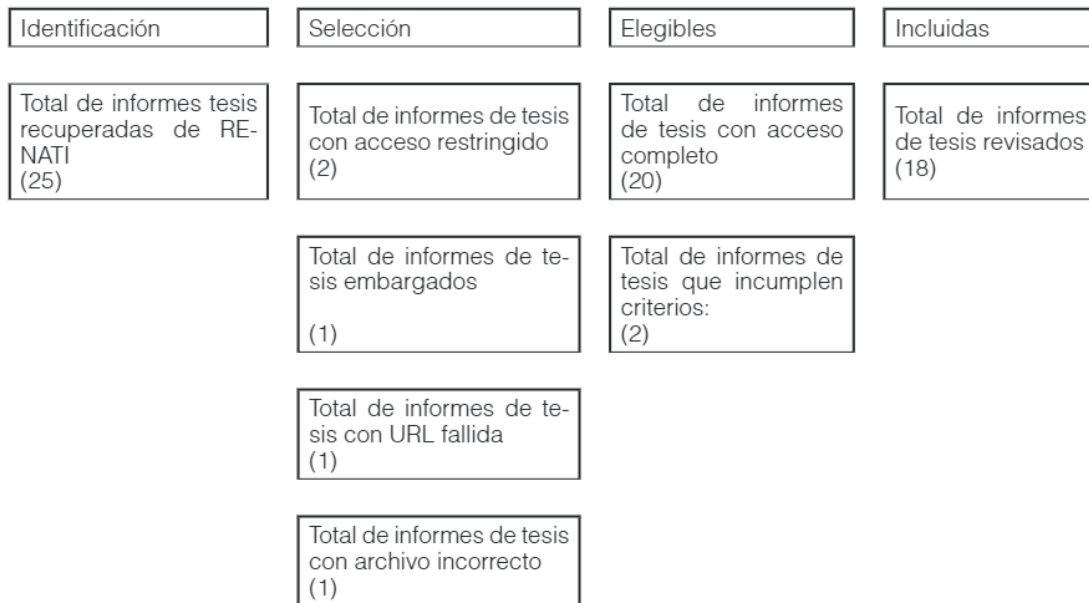 Identificación
Selección
Elegibles
Incluidas
Total de informes tesis
recuperadas de RE-
NATI
(25)
Total de informes de tesis
con acceso restringido
(2)
Total de informes
de tesis con acceso
completo
(20)
Total de informes
de tesis revisados
(18)
Total de informes de te-
sis embargados
(1)
Total de informes de
tesis que incumplen
criterios:
(2)
Total de informes de te-
sis con URL fallida
(1)
Total de informes de tesis
con archivo incorrecto
(1)